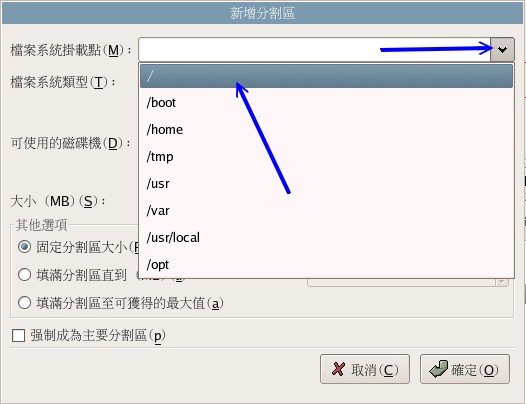 新增分割區
檔案系統掛載點(M):
/
檔案系統類型(T):
/boot
/home
可使用的磁碟機(D):
/tmp
/usr
大小 (MB)(S):
/var
其他選項
/usr/local
固定分割區大小(F
/opt
填滿分割區直到 (
填滿分割區至可獲得的最大值(a)
強制成為主要分割區(p)
取消(C)
確定(O)